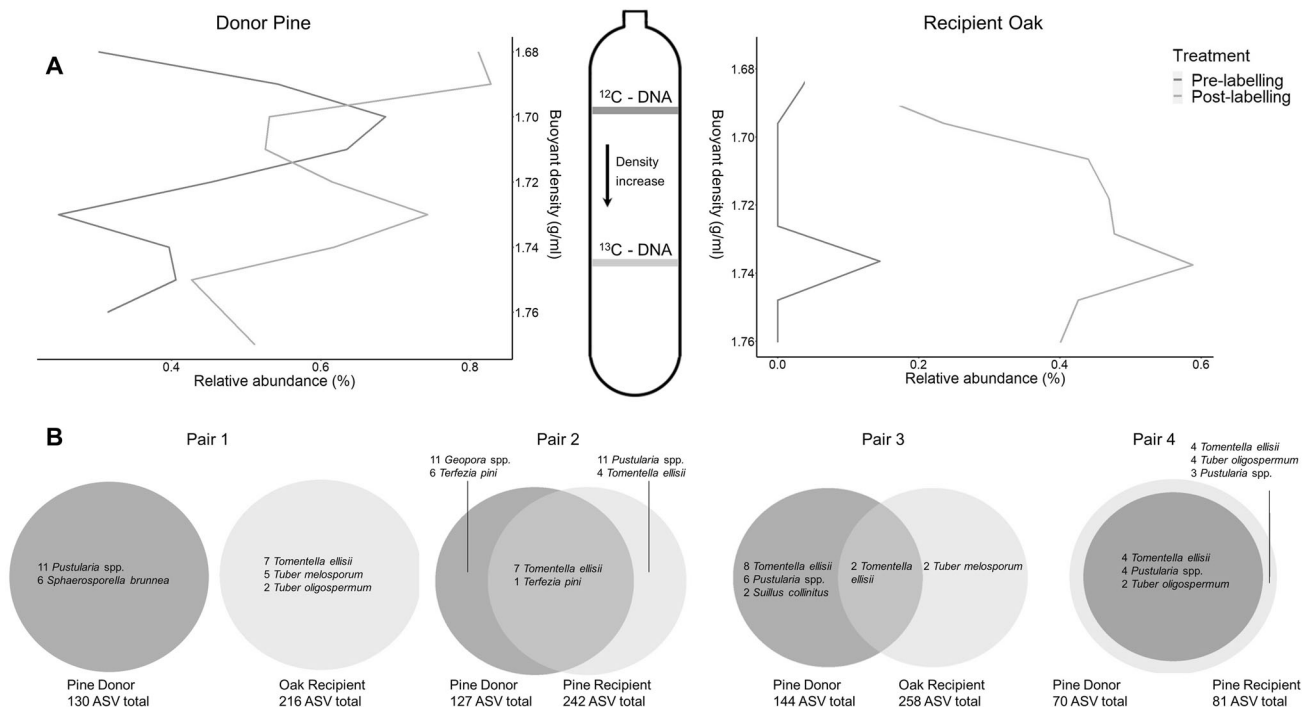 A
Donor Pine
1.68
1.70
1.72
1.73
1.74
1.76
Buoyant density (g/ml)
0.4
0.6
0.8
Relative abundance (%)
12C - DNA
Density
increase
13C - DNA
Recipient Oak
Buoyant density (g/ml)
1.68
1.70
1.72
1.74
1.76
0.0
0.2
0.4
0.6
Relative abundance (%)
Treatment
Pre-labelling
Post-labelling
B
Pair 1
11 Pustularia spp.
6 Sphaerosporella brunnea
Pine Donor
130 ASV total
7 Tomentella ellisii
5 Tuber melosporum
2 Tuber oligospermum
Oak Recipient
216 ASV total
Pair 2
11 Geopora spp.
6 Terfezia pini
11 Pustularia spp.
4 Tomentella ellisii
7 Tomentella ellisii
1 Terfezia pini
Pine Donor
127 ASV total
Pine Recipient
242 ASV total
Pair 3
8 Tomentella ellisii
6 Pustularia spp.
2 Suillus collinitus
2 Tomentella
ellisii
2 Tuber melosporum
Pine Donor
144 ASV total
Oak Recipient
258 ASV total
Pair 4
4 Tomentella ellisii
4 Tuber oligospermum
3 Pustularia spp.
4 Tomentella ellisii
4 Pustularia spp.
2 Tuber oligospermum
Pine Donor
70 ASV total
Pine Recipient
81 ASV total